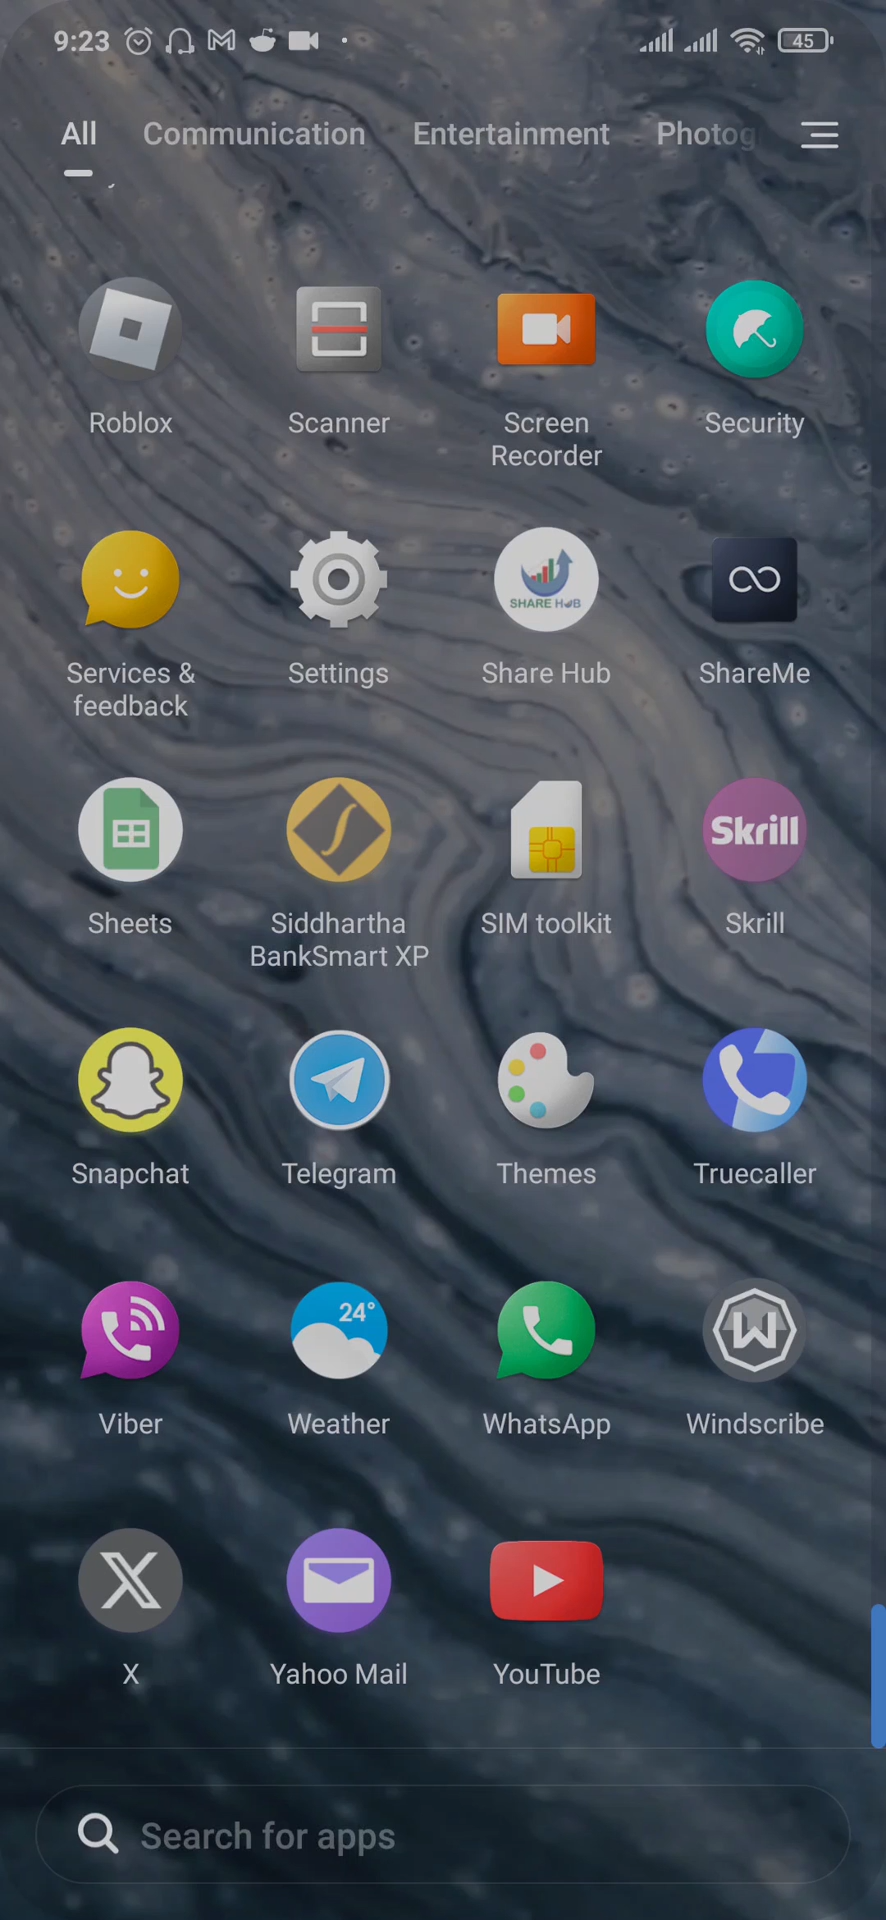 9:23
45
All Communication Entertainment Photog
Roblox Scanner Screen Security
Recorder
SHARE HUB
Services & Settings Share Hub ShareMe
feedback
Skrill
Sheets Siddhartha SIM toolkit Skrill
BankSmart XP
Snapchat Telegram Themes Truecaller
24°
Viber Weather WhatsApp Windscribe
X Yahoo Mail YouTube
Search for apps